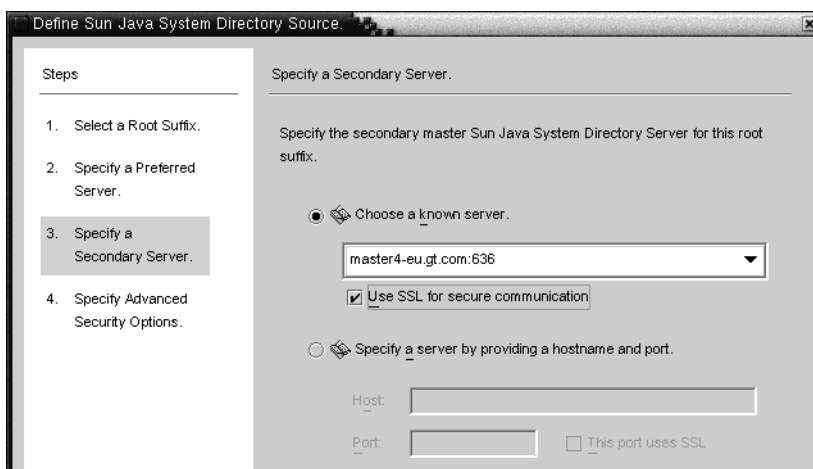 Define Sun Java System Directory Source.
Steps
1. Select a Root Suffix.
2. Specify a Preferred
Server.
3. Specify a
Secondary Server.
4. Specify Advanced
Security Options.
Specify a Secondary Server.
Specify the secondary master Sun Java System Directory Server for this root
suffix.
Choose a known server.
master4-eu.gt.com:636
Use SSL for secure communication
Specify a server by providing a hostname and port.
Host:
Port:
This port uses SSL